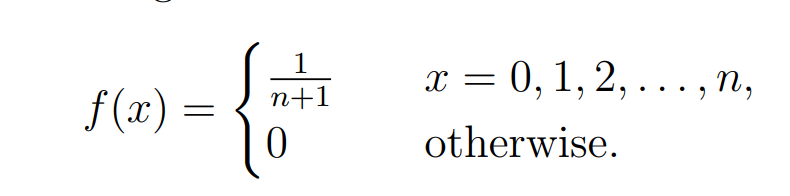 f(x) = { 1/(n+1)   x = 0, 1, 2, . . . , n,
0   otherwise.